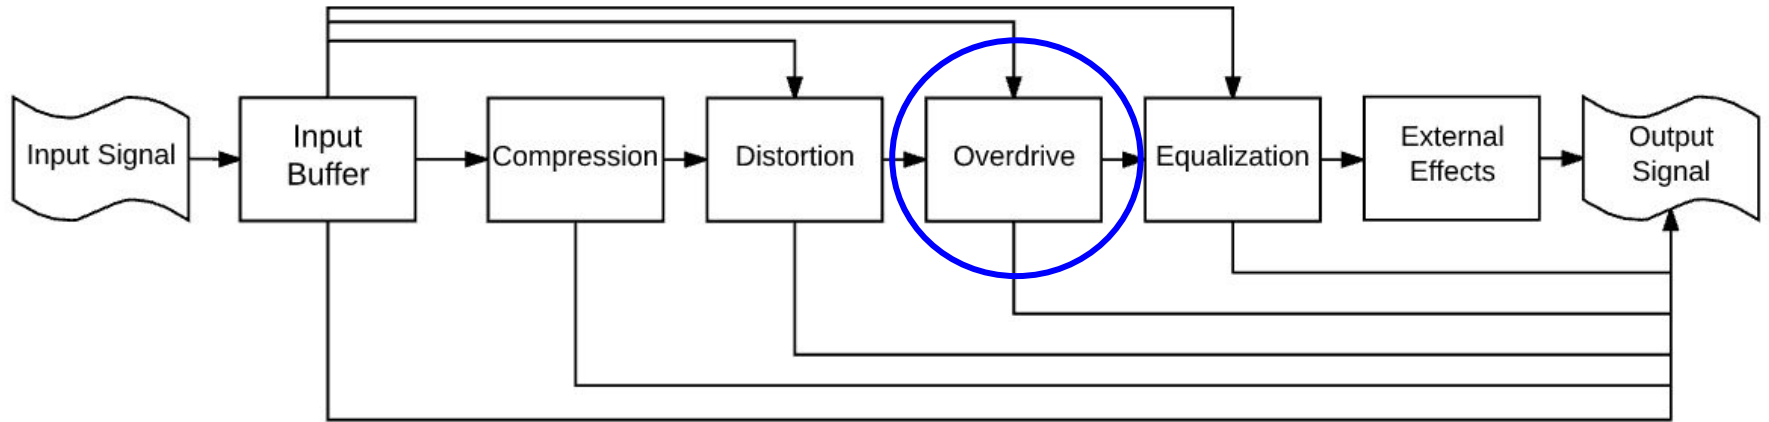 Input Signal
Input
Buffer
Compression
Distortion
Overdrive
Equalization
External
Effects
Output
Signal